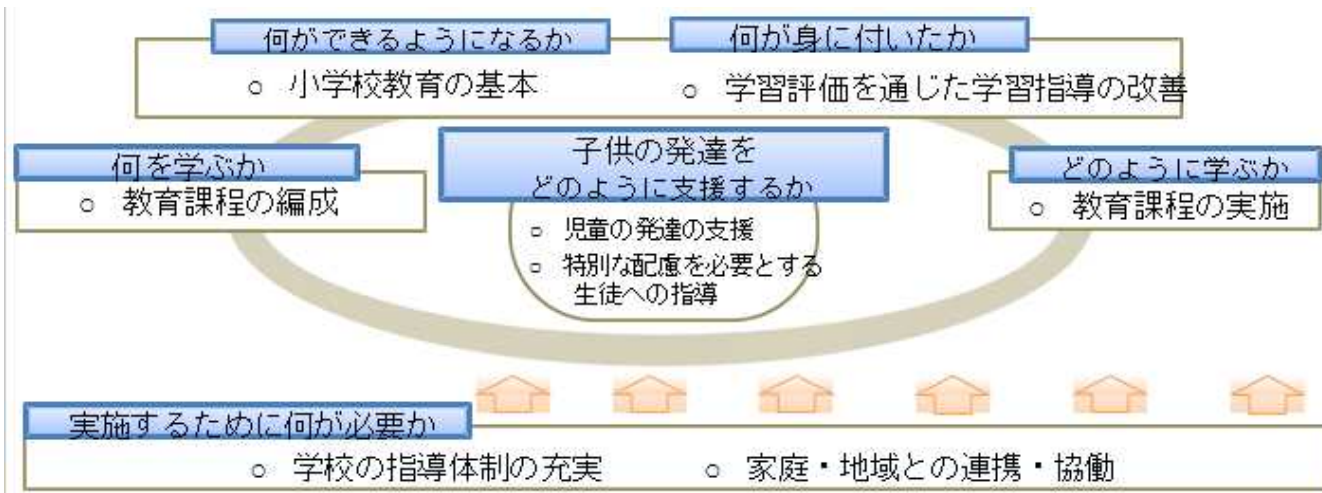 何ができるようになるか
何が身に付いたか
○ 小学校教育の基本
○ 学習評価を通じた学習指導の改善
何を学ぶか
○ 教育課程の編成
子供の発達を
どのように支援するか
○ 児童の発達の支援
○ 特別な配慮を必要とする
生徒への指導
どのように学ぶか
○ 教育課程の実施
実施するために何が必要か
○ 学校の指導体制の充実
○ 家庭・地域との連携・協働